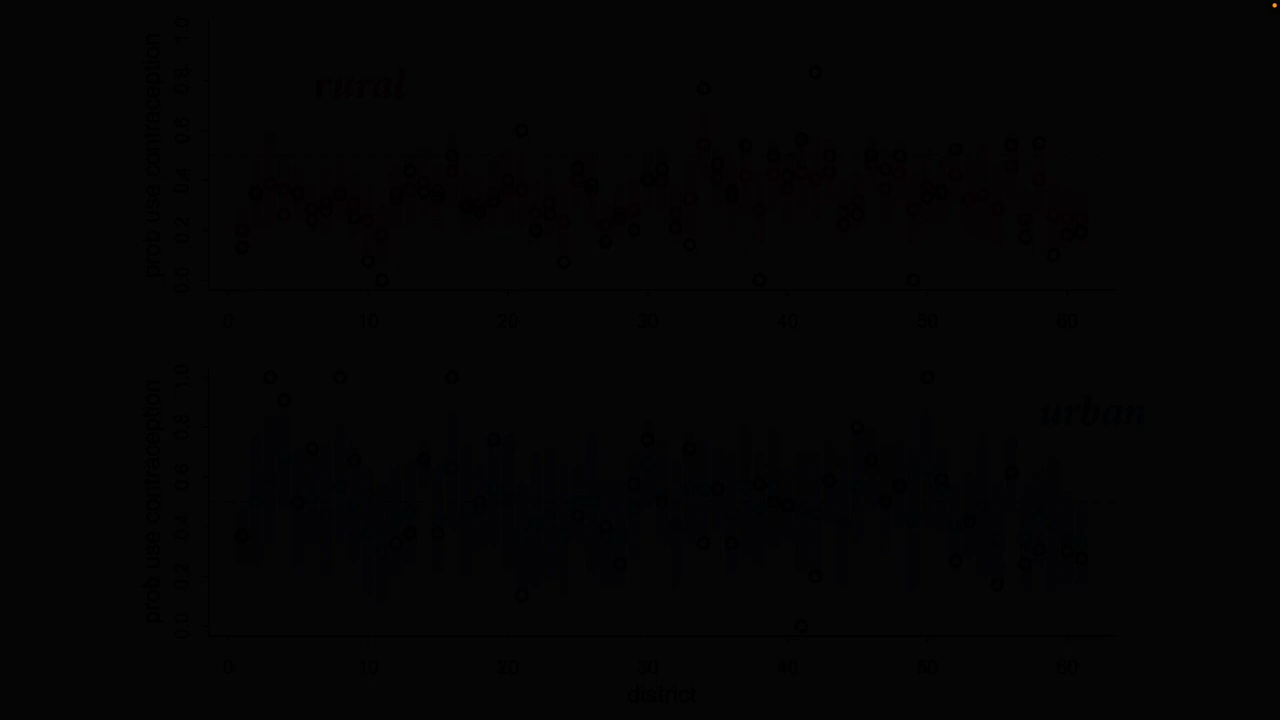 prob use contraception
0.0 0.2 0.4 0.6 0.8 1.0
rural
0 10 20 30 40 50 60
prob use contraception
0.0 0.2 0.4 0.6 0.8 1.0
urban
0 10 20 30 40 50 60
district